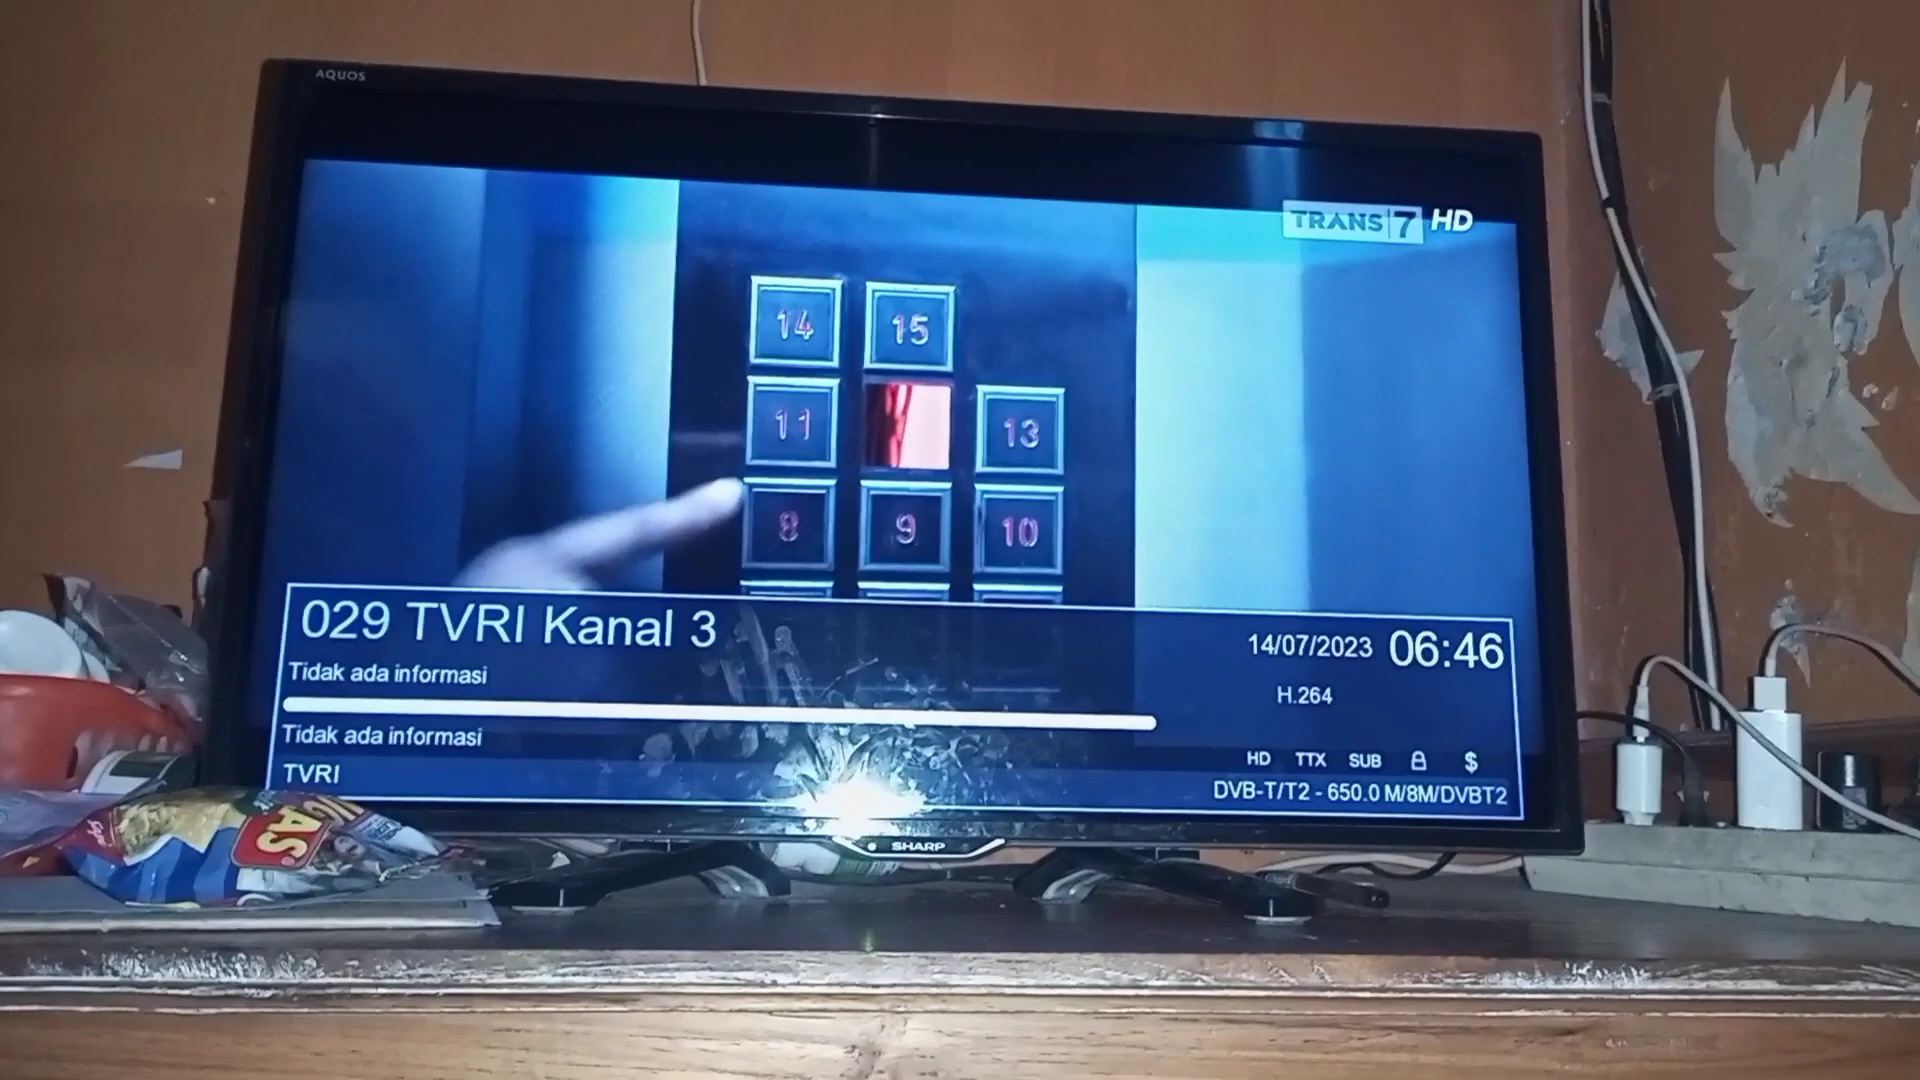 AQUOS
TRANS|7 HD
14 15
11 13
8 9 10
029 TVRI Kanal 3
14/07/2023 06:46
Tidak ada informasi
H.264
Tidak ada informasi
HD TTX SUB $
TVRI
DVB-T/T2 - 650.0 M/8M/DVBT2
SHARP